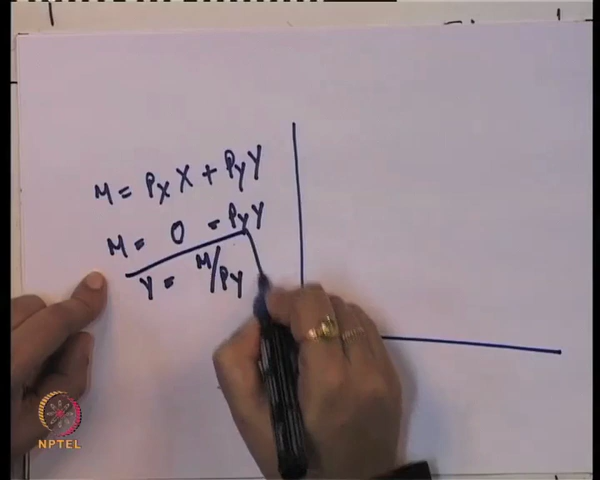 M = PxX + PyY
M = 0 = PyY
Y = M/Py
NPTEL